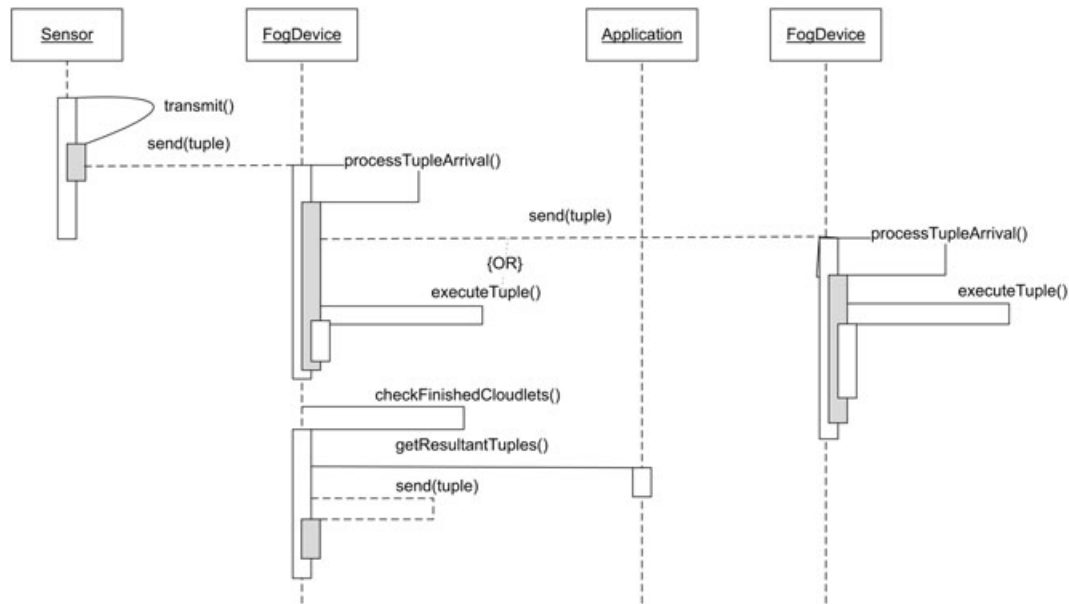 Sensor
FogDevice
Application
FogDevice
transmit()
send(tuple)
processTupleArrival()
send(tuple)
processTupleArrival()
{OR}
executeTuple()
executeTuple()
checkFinishedCloudlets()
getResultantTuples()
send(tuple)